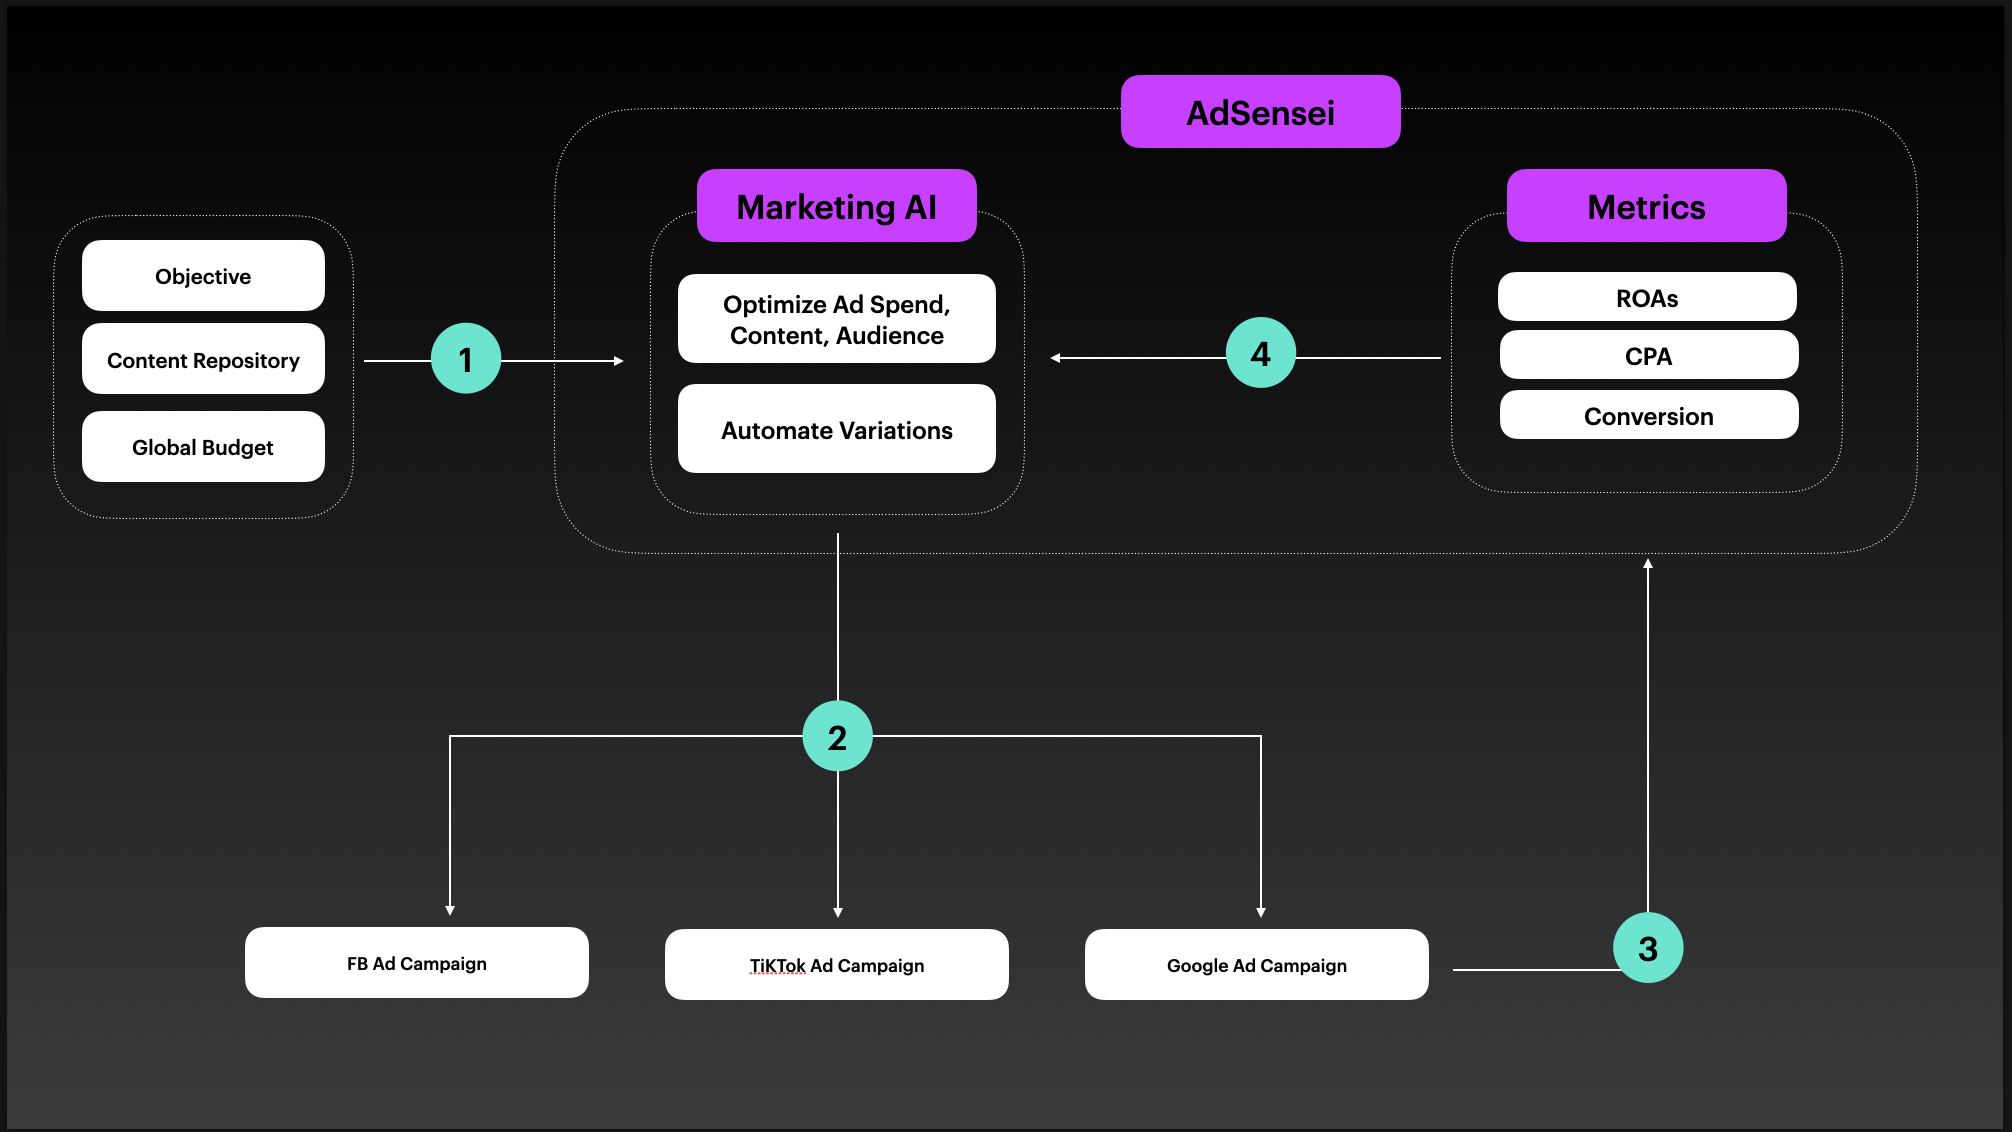 AdSensei
Marketing AI
Metrics
Objective
Content Repository
Global Budget
1
Optimize Ad Spend,
Content, Audience
Automate Variations
4
ROAs
CPA
Conversion
2
FB Ad Campaign
TiKTok Ad Campaign
Google Ad Campaign
3